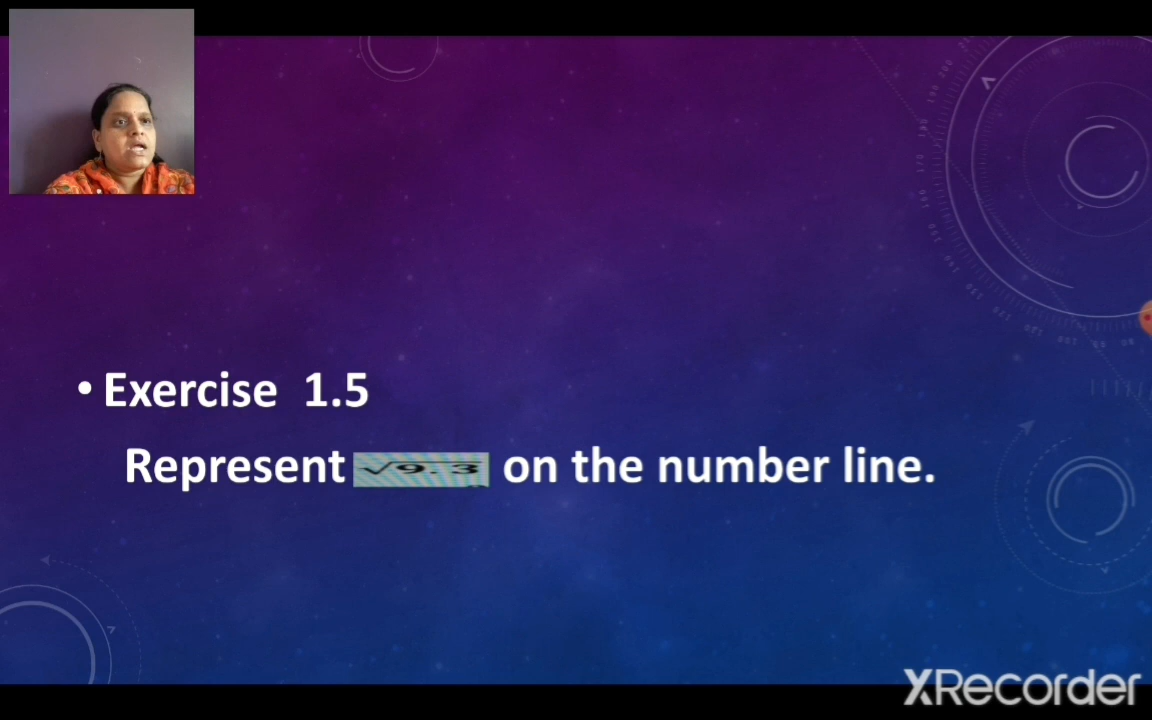 • Exercise 1.5
Represent √9.3 on the number line.
XRecorder